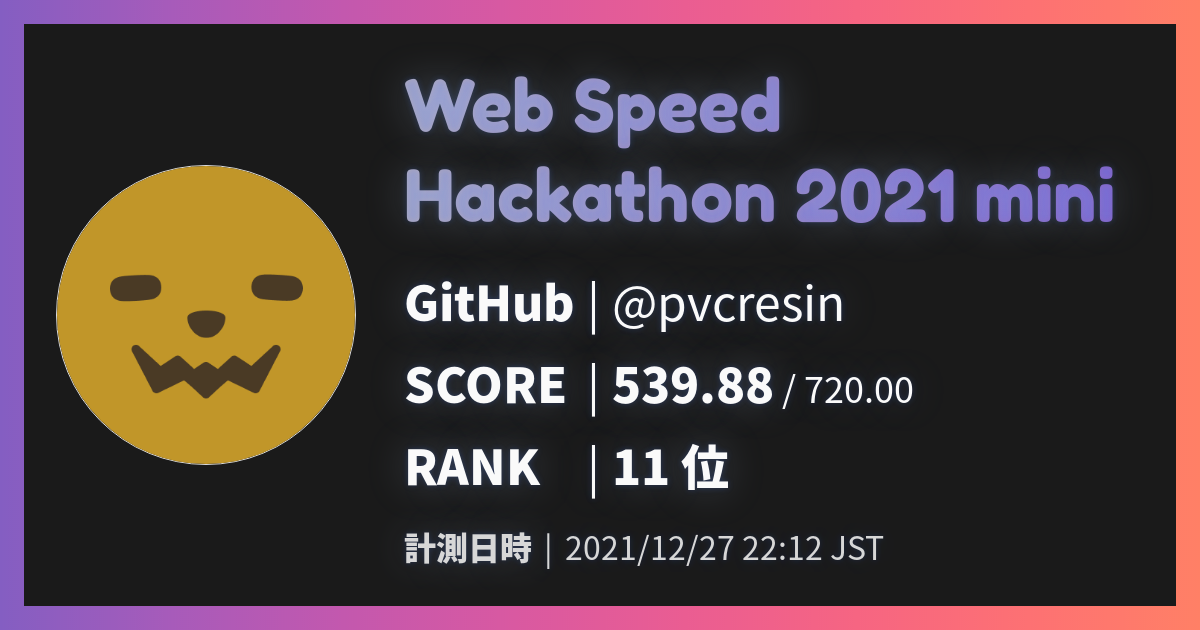 Web Speed
Hackathon 2021 mini
GitHub | @pvcresin
SCORE | 539.88 / 720.00
RANK | 11 位
計測日時 | 2021/12/27 22:12 JST